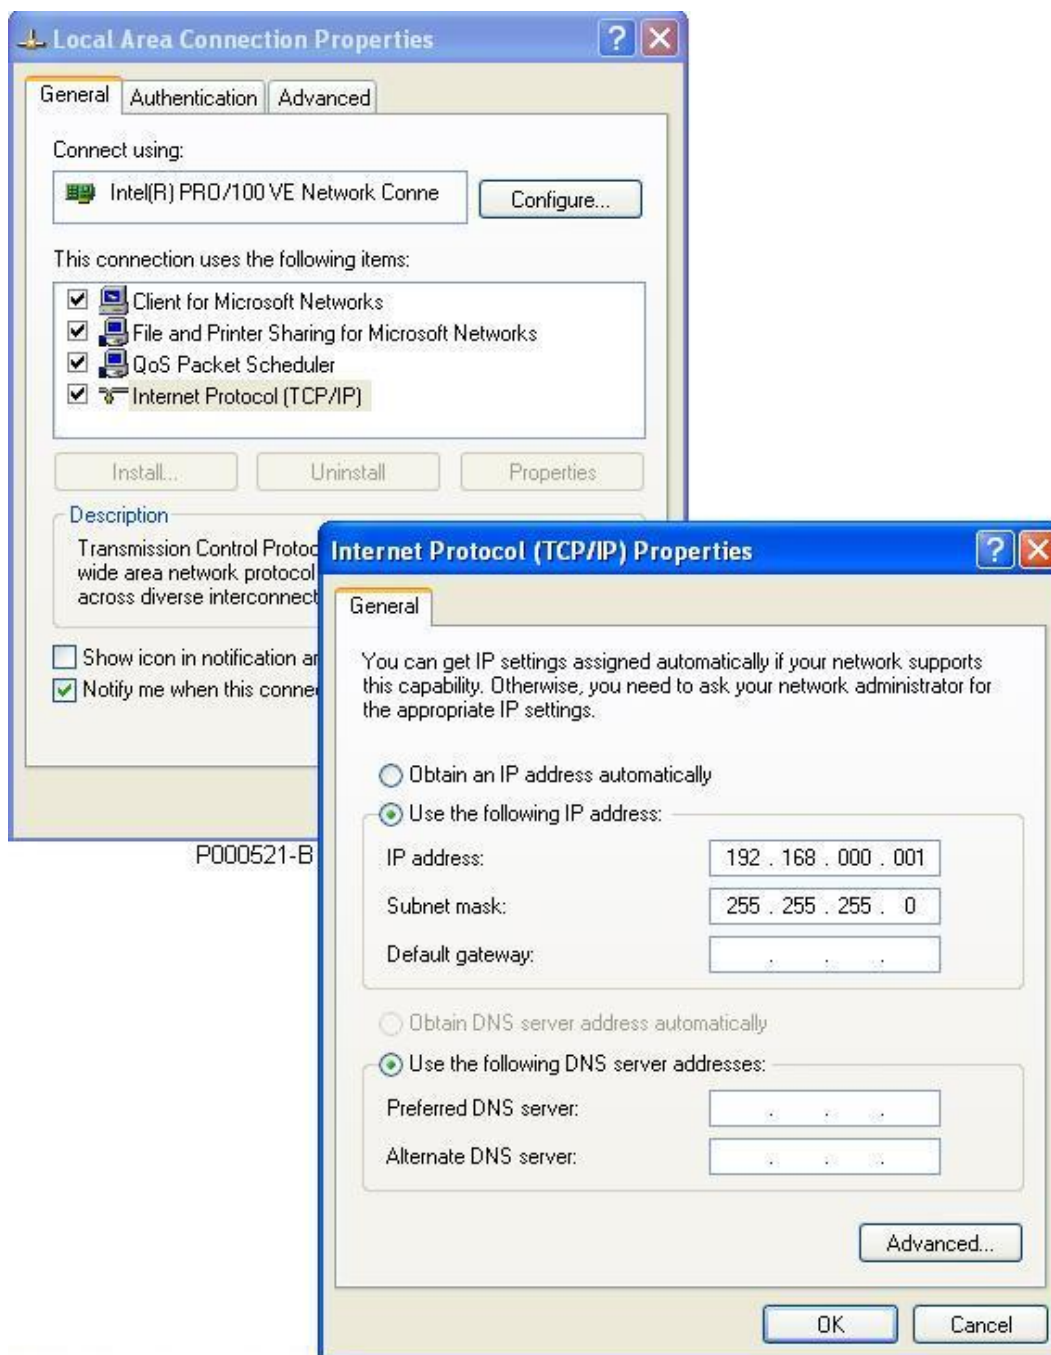 Local Area Connection Properties
General
Authentication
Advanced
Connect using:
Intel(R) PRO/100 VE Network Conne
Configure...
This connection uses the following items:
Client for Microsoft Networks
File and Printer Sharing for Microsoft Networks
QoS Packet Scheduler
Internet Protocol (TCP/IP)
Install...
Uninstall
Properties
Description
Transmission Control Protoc
wide area network protocol
across diverse interconnect
Show icon in notification ar
Notify me when this conne
P000521-B
Internet Protocol (TCP/IP) Properties
General
You can get IP settings assigned automatically if your network supports
this capability. Otherwise, you need to ask your network administrator for
the appropriate IP settings.
Obtain an IP address automatically
Use the following IP address:
IP address: 192 . 168 . 000 . 001
Subnet mask: 255 . 255 . 255 . 0
Default gateway: . . .
Obtain DNS server address automatically
Use the following DNS server addresses:
Preferred DNS server: . . .
Alternate DNS server: . . .
Advanced...
OK
Cancel